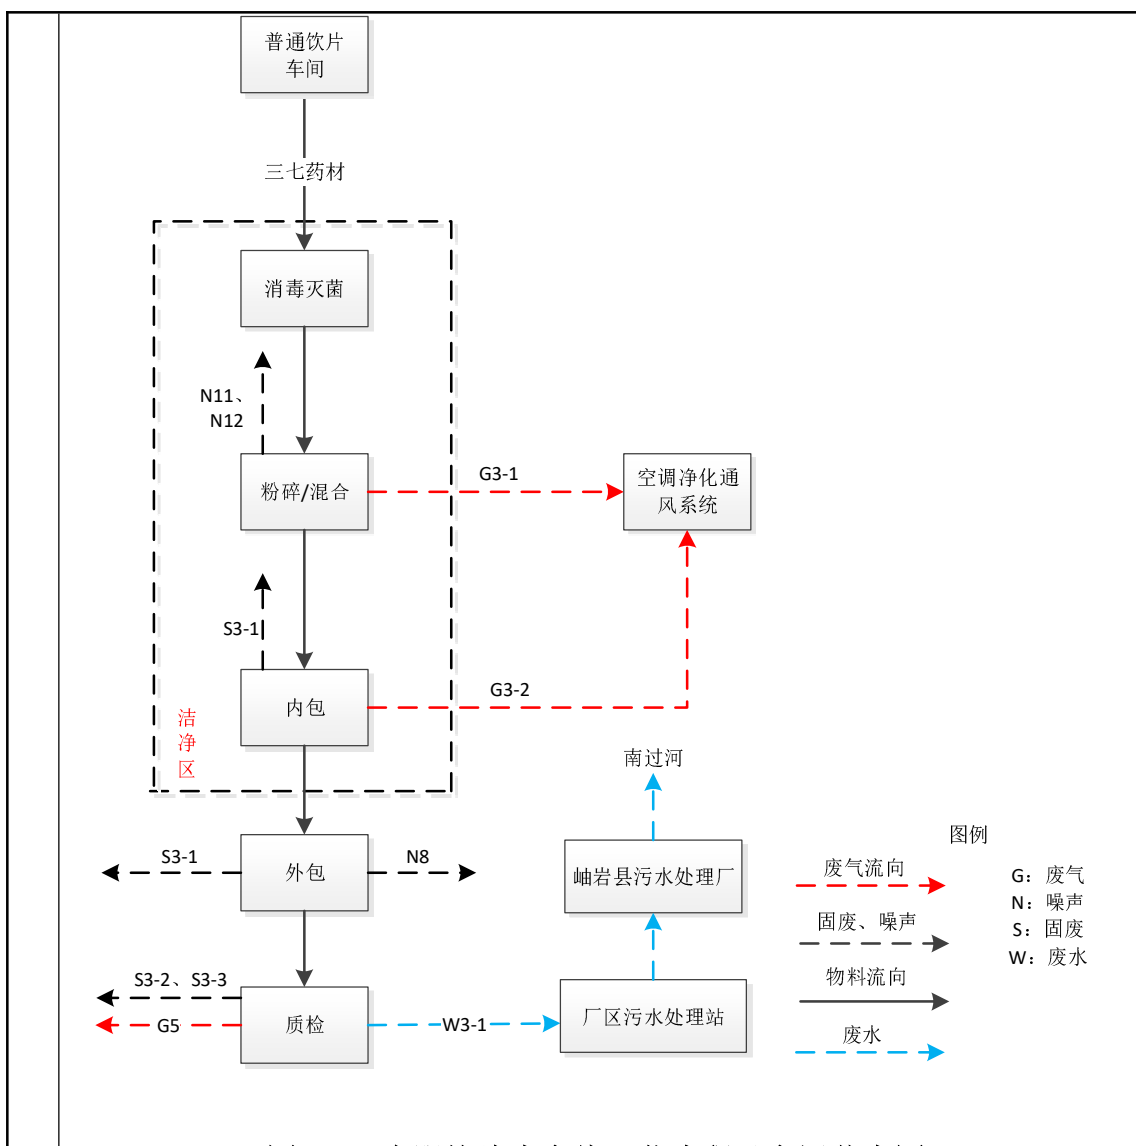 普通饮片
车间
三七药材
消毒灭菌
N11、
N12
粉碎/混合
G3-1
空调净化通
风系统
S3-1
内包
G3-2
洁
净
区
南过河
S3-1
外包
N8
岫岩县污水处理厂
S3-2、S3-3
G5
质检
W3-1
厂区污水处理站
图例
废气流向
固废、噪声
物料流向
废水
G：废气
N：噪声
S：固废
W：废水